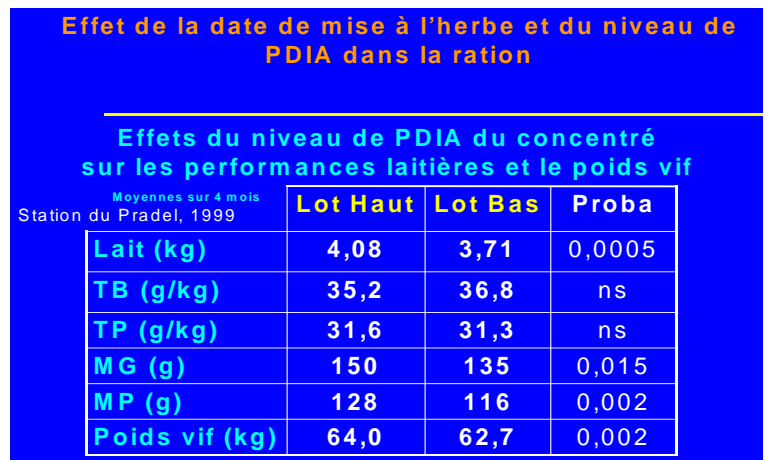 Effet de la date de mise à l’herbe et du niveau de
PDIA dans la ration
Effets du niveau de PDIA du concentré
sur les performances laitières et le poids vif
Moyennes sur 4 mois
Station du Pradel, 1999
Lot Haut Lot Bas Proba
Lait (kg) 4,08 3,71 0,0005
TB (g/kg) 35,2 36,8 ns
TP (g/kg) 31,6 31,3 ns
MG (g) 150 135 0,015
MP (g) 128 116 0,002
Poids vif (kg) 64,0 62,7 0,002